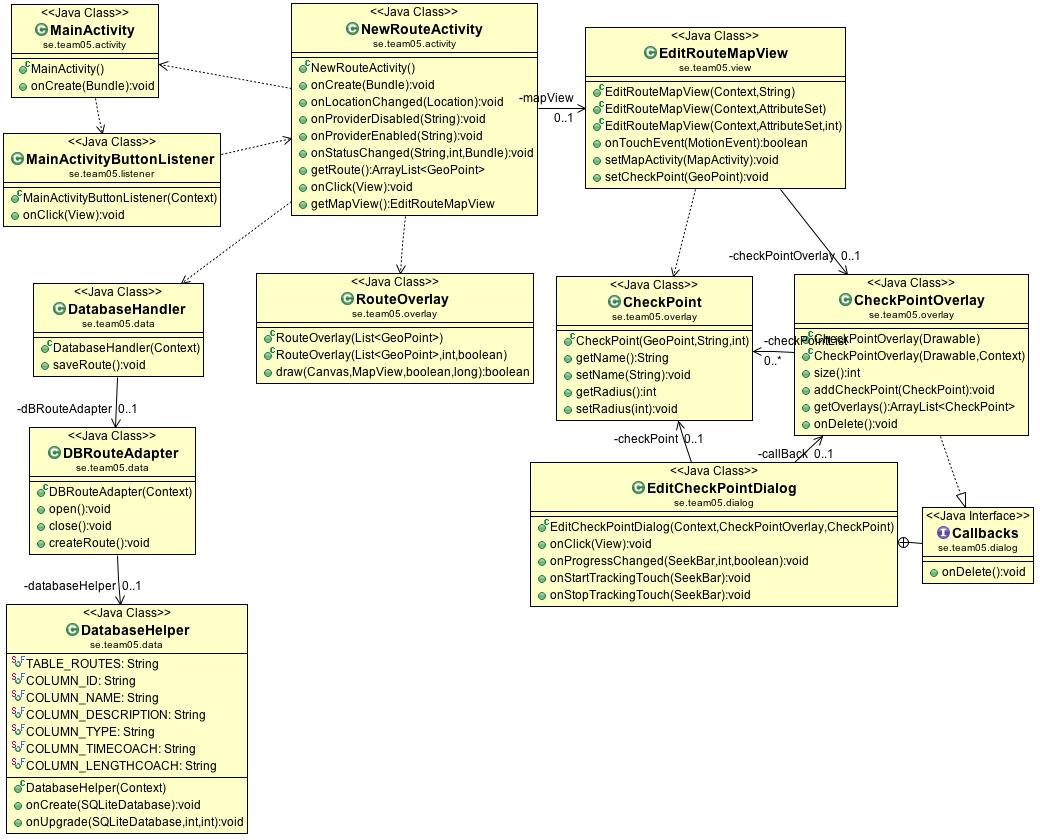 <<Java Class>>
MainActivity
se.team05.activity
MainActivity()
onCreate(Bundle):void
<<Java Class>>
NewRouteActivity
se.team05.activity
NewRouteActivity()
onCreate(Bundle):void
onLocationChanged(Location):void
onProviderDisabled(String):void
onProviderEnabled(String):void
onStatusChanged(String,int,Bundle):void
getRoute():ArrayList<GeoPoint>
onClick(View):void
getMapView():EditRouteMapView
-mapView
0..1
<<Java Class>>
EditRouteMapView
se.team05.view
EditRouteMapView(Context,String)
EditRouteMapView(Context,AttributeSet)
EditRouteMapView(Context,AttributeSet,int)
onTouchEvent(MotionEvent):boolean
setMapActivity(MapActivity):void
setCheckPoint(GeoPoint):void
<<Java Class>>
MainActivityButtonListener
se.team05.listener
MainActivityButtonListener(Context)
onClick(View):void
-checkPointOverlay 0..1
<<Java Class>>
DatabaseHandler
se.team05.data
DatabaseHandler(Context)
saveRoute():void
<<Java Class>>
RouteOverlay
se.team05.overlay
RouteOverlay(List<GeoPoint>)
RouteOverlay(List<GeoPoint>,int,boolean)
draw(Canvas,MapView,boolean,long):boolean
<<Java Class>>
CheckPoint
se.team05.overlay
CheckPoint(GeoPoint,String,int)
getName():String
setName(String):void
getRadius():int
setRadius(int):void
-checkPointList
0..*
<<Java Class>>
CheckPointOverlay
se.team05.overlay
CheckPointOverlay(Drawable)
CheckPointOverlay(Drawable,Context)
size():int
addCheckPoint(CheckPoint):void
getOverlays():ArrayList<CheckPoint>
onDelete():void
-dBRouteAdapter 0..1
<<Java Class>>
DBRouteAdapter
se.team05.data
DBRouteAdapter(Context)
open():void
close():void
createRoute():void
-checkPoint 0..1
-callBack 0..1
<<Java Class>>
EditCheckPointDialog
se.team05.dialog
EditCheckPointDialog(Context,CheckPointOverlay,CheckPoint)
onClick(View):void
onProgressChanged(SeekBar,int,boolean):void
onStartTrackingTouch(SeekBar):void
onStopTrackingTouch(SeekBar):void
<<Java Interface>>
Callbacks
se.team05.dialog
onDelete():void
-databaseHelper 0..1
<<Java Class>>
DatabaseHelper
se.team05.data
TABLE_ROUTES: String
COLUMN_ID: String
COLUMN_NAME: String
COLUMN_DESCRIPTION: String
COLUMN_TYPE: String
COLUMN_TIMECOACH: String
COLUMN_LENGTHCOACH: String
DatabaseHelper(Context)
onCreate(SQLiteDatabase):void
onUpgrade(SQLiteDatabase,int,int):void